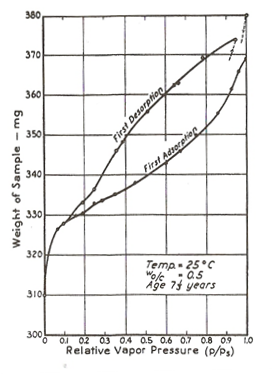 380
370
360
350
340
330
320
310
300
Weight of Sample - mg
First Desorption
First Adsorption
Temp. = 25°C
wo/c = 0.5
Age 7½ years
0 0.1 0.2 0.3 0.4 0.5 0.6 0.7 0.8 0.9 1.0
Relative Vapor Pressure (p/ps)